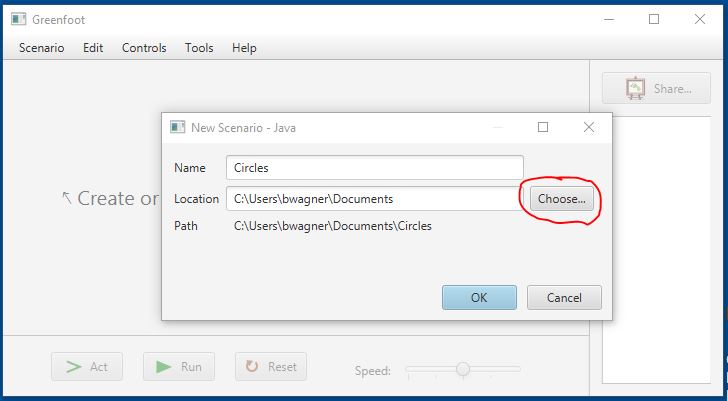 Greenfoot
Scenario Edit Controls Tools Help
Share...
New Scenario - Java
Name Circles
Create or
Location C:\Users\bwagner\Documents Choose...
Path C:\Users\bwagner\Documents\Circles
OK Cancel
Act Run Reset Speed: